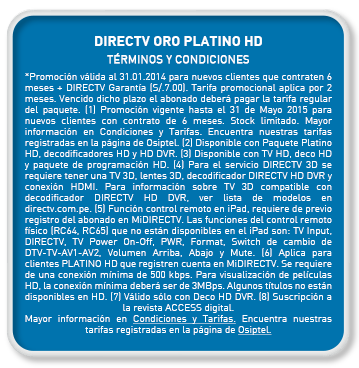 DIRECTV ORO PLATINO HD
TÉRMINOS Y CONDICIONES
*Promoción válida al 31.01.2014 para nuevos clientes que contraten 6
meses + DIRECTV Garantía (S/.7.00). Tarifa promocional aplica por 2
meses. Vencido dicho plazo el abonado deberá pagar la tarifa regular
del paquete. (1) Promoción vigente hasta el 31 de Mayo 2015 para
nuevos clientes con contrato de 6 meses. Stock limitado. Mayor
información en Condiciones y Tarifas. Encuentra nuestras tarifas
registradas en la página de Osiptel. (2) Disponible con Paquete Platino
HD, decodificadores HD y HD DVR. (3) Disponible con TV HD, deco HD
y paquete de programación HD. (4) Para el servicio DIRECTV 3D se
requiere tener una TV 3D, lentes 3D, decodificador DIRECTV HD DVR y
conexión HDMI. Para información sobre TV 3D compatible con
decodificador DIRECTV HD DVR, ver lista de modelos en
directv.com.pe. (5) Función control remoto en iPad, requiere de previo
registro del abonado en MiDIRECTV. Las funciones del control remoto
físico (RC64, RC65) que no están disponibles en el iPad son: TV Input,
DIRECTV, TV Power On-Off, PWR, Format, Switch de cambio de
DTV-TV-AV1-AV2, Volumen Arriba, Abajo y Mute. (6) Aplica para
clientes PLATINO HD que registren cuenta en MiDIRECTV. Se requiere
de una conexión mínima de 500 kbps. Para visualización de películas
HD, la conexión mínima deberá ser de 3MBps. Algunos títulos no están
disponibles en HD. (7) Válido sólo con Deco HD DVR. (8) Suscripción a
la revista ACCESS digital.
Mayor información en Condiciones y Tarifas. Encuentra nuestras
tarifas registradas en la página de Osiptel.